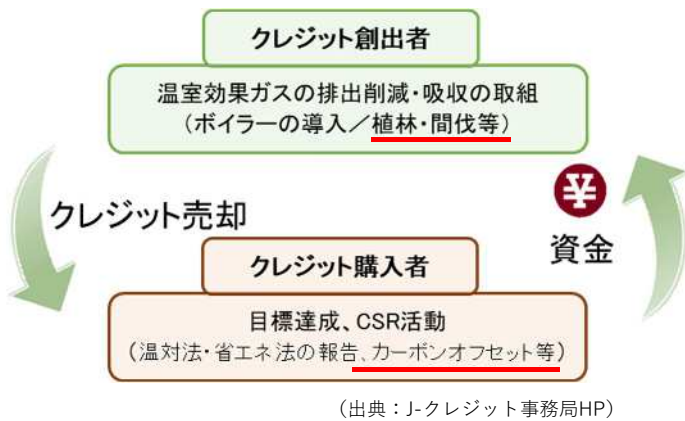 クレジット創出者
温室効果ガスの排出削減・吸収の取組
（ボイラーの導入／植林・間伐等）
クレジット売却
¥
資金
クレジット購入者
目標達成、CSR活動
（温対法・省エネ法の報告、カーボンオフセット等）
（出典：J-クレジット事務局HP）